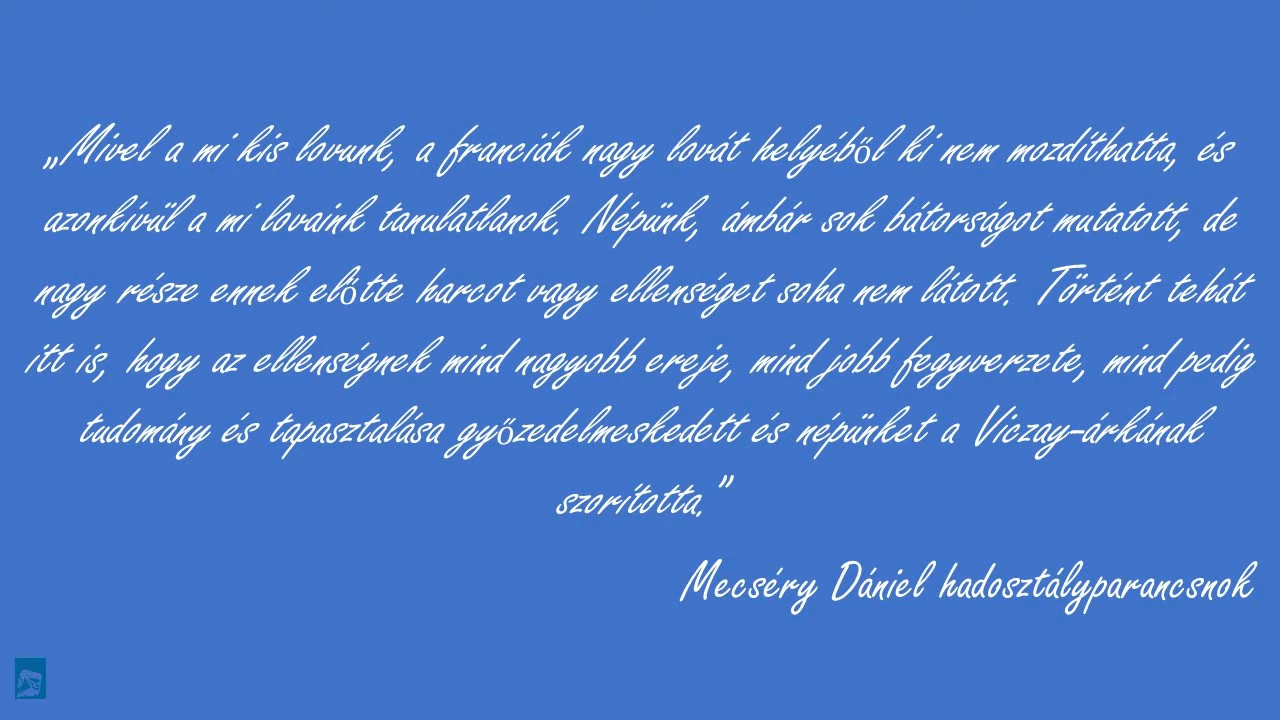 „Mivel a mi kis lovunk, a franciák nagy lovát helyéből ki nem mozdíthatta, és
azonkívül a mi lovaink tanulatlanok. Népünk, ámbár sok bátorságot mutatott, de
nagy része ennek előtte harcot vagy ellenséget soha nem látott. Történt tehát
itt is, hogy az ellenségnek mind nagyobb ereje, mind jobb fegyverzete, mind pedig
tudomány és tapasztalása győzedelmeskedett és népünket a Viczay-árkának
szorította.”
Mecséry Dániel hadosztályparancsnok